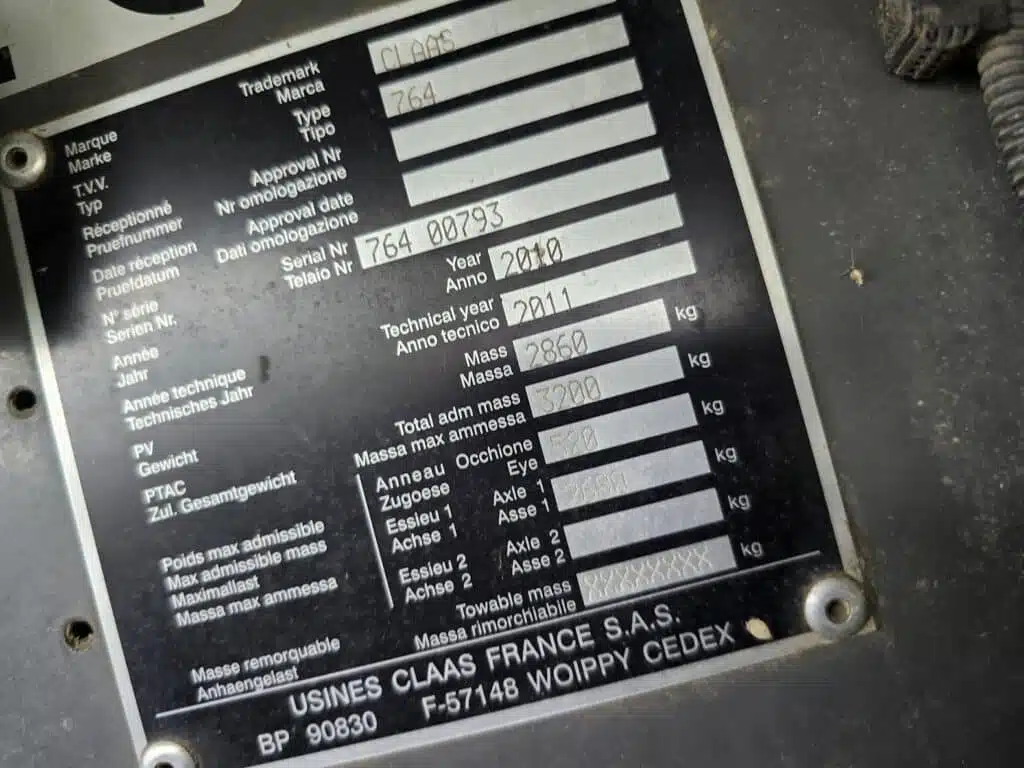 Marque Trademark CLAAS
Marke Marca
T.V.V. Type 764
Typ Tipo
Réceptionné Approval Nr
Pruefnummer Nr omologazione
Date réception Approval date
Pruefdatum Dati omologazione
N° série Serial Nr 764 00793
Serien Nr. Telaio Nr
Année Year 2010
Jahr Anno
Année technique Technical year 2011
Technisches Jahr Anno tecnico
PV Mass 2860 kg
Gewicht Massa
PTAC Total adm mass 3200 kg
Zul. Gesamtgewicht Massa max ammessa
Poids max admissible Anneau Occhione 520 kg
Max admissible mass Zugoese Eye
Maximallast Essieu 1 Axle 1 kg
Massa max ammessa Achse 1 Asse 1
Essieu 2 Axle 2 kg
Achse 2 Asse 2
Masse remorquable Towable mass XXXXXXXX kg
Anhaengelast Massa rimorchiabile
USINES CLAAS FRANCE S.A.S.
BP 90830 F-57148 WOIPPY CEDEX